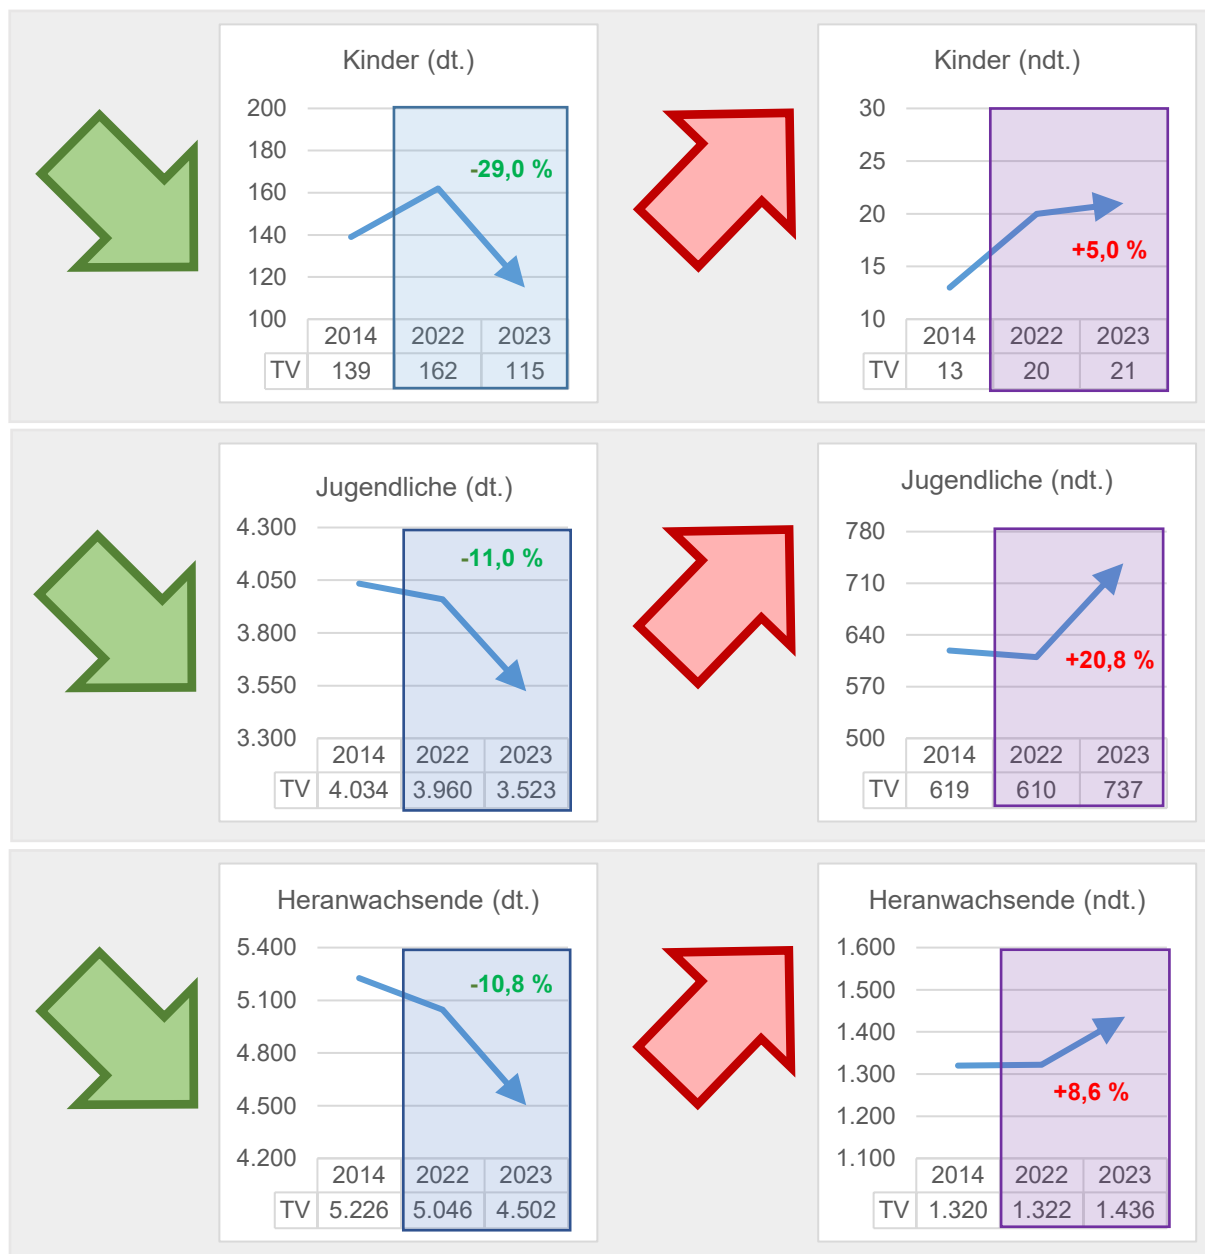 Kinder (dt.)
200
180
160
140
120
100
-29,0 %
2014 2022 2023
TV 139 162 115
Kinder (ndt.)
30
25
20
15
10
+5,0 %
2014 2022 2023
TV 13 20 21
Jugendliche (dt.)
4.300
4.050
3.800
3.550
3.300
-11,0 %
2014 2022 2023
TV 4.034 3.960 3.523
Jugendliche (ndt.)
780
710
640
570
500
+20,8 %
2014 2022 2023
TV 619 610 737
Heranwachsende (dt.)
5.400
5.100
4.800
4.500
4.200
-10,8 %
2014 2022 2023
TV 5.226 5.046 4.502
Heranwachsende (ndt.)
1.600
1.500
1.400
1.300
1.200
1.100
+8,6 %
2014 2022 2023
TV 1.320 1.322 1.436